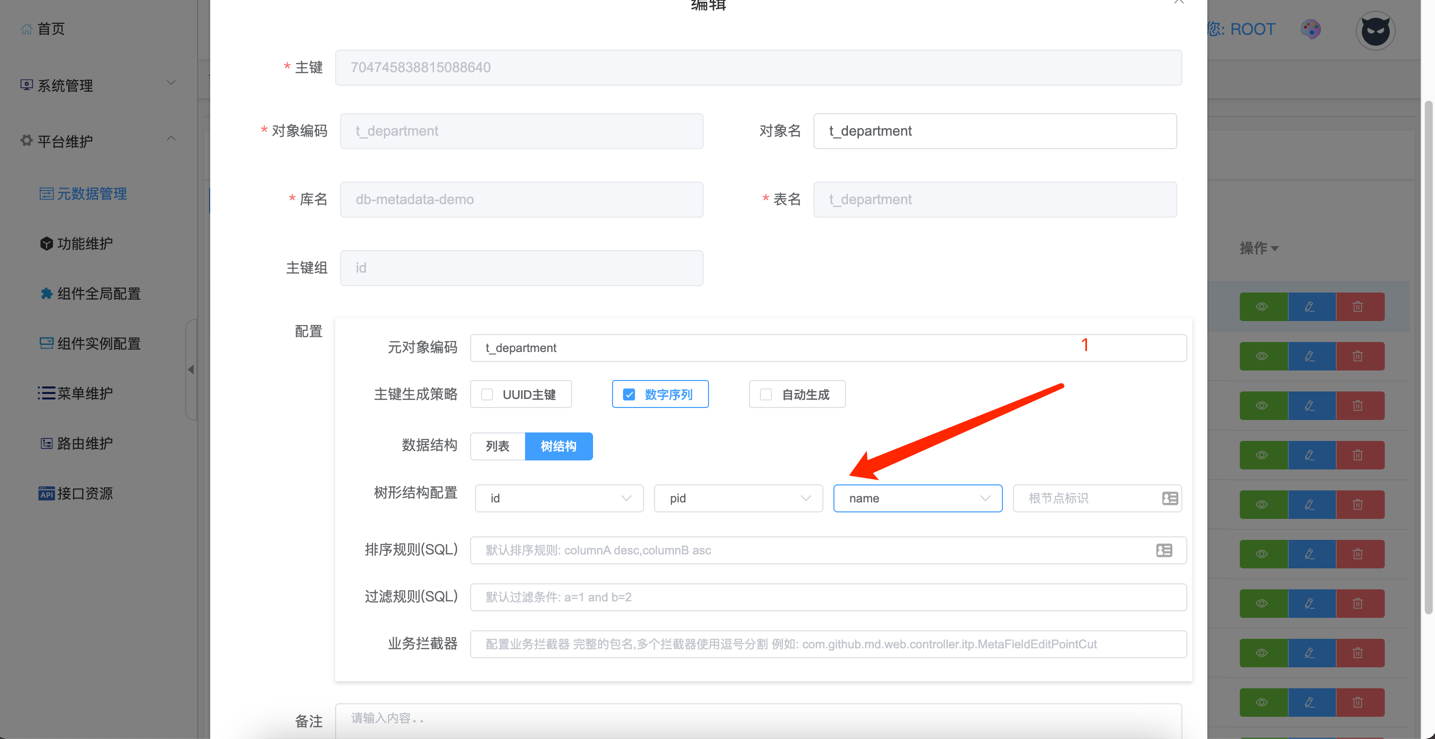 编辑
您: ROOT
首页
系统管理
平台维护
元数据管理
功能维护
组件全局配置
组件实例配置
菜单维护
路由维护
API 接口资源
* 主键 704745838815088640
* 对象编码 t_department 对象名 t_department
* 库名 db-metadata-demo * 表名 t_department
主键组 id
操作
配置
元对象编码 t_department
1
主键生成策略 UUID主键 数字序列 自动生成
数据结构 列表 树结构
树形结构配置 id pid name 根节点标识
排序规则(SQL) 默认排序规则: columnA desc,columnB asc
过滤规则(SQL) 默认过滤条件: a=1 and b=2
业务拦截器 配置业务拦截器 完整的包名,多个拦截器使用逗号分割 例如: com.github.md.web.controller.itp.MetaFieldEditPointCut
备注 请输入内容..